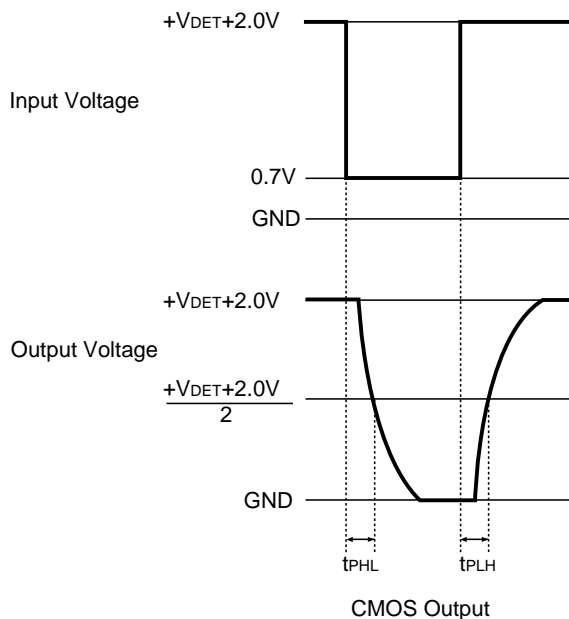 +VDET+2.0V
Input Voltage
0.7V
GND
+VDET+2.0V
Output Voltage
+VDET+2.0V
2
GND
tPHL
tPLH
CMOS Output